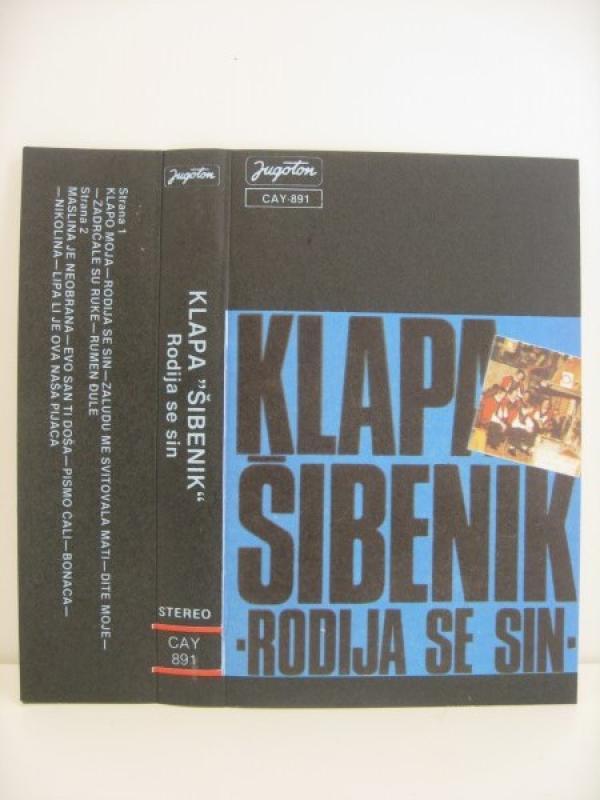 Jugoton
CAY-891
KLAPA
ŠIBENIK
·RODIJA SE SIN·
Jugoton
KLAPA "ŠIBENIK"
Rodija se sin
STEREO
CAY
891
Strana 1
KLAPO MOJA—RODIJA SE SIN—ZALUDU ME SVITOVALA MATI—DITE MOJE—
—ZADRČALE SU RUKE—RUMEN ĐULE
Strana 2
MASLINA JE NEOBRANA—EVO SAN TI DOŠA—PISMO CALI—BONACA—
—NIKOLINA—LIPA LI JE OVA NAŠA PIJACA